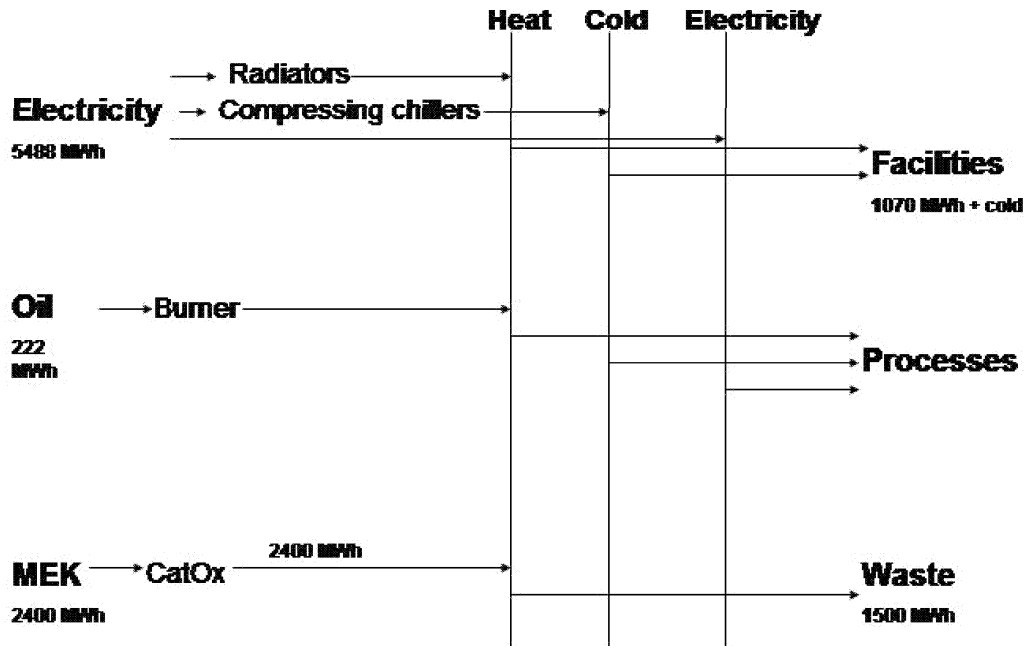 Heat Cold Electricity
Radiators
Electricity Compressing chillers
5488 MWh
Facilities
1070 MWh + cold
Oil Burner
222
MWh
Processes
2400 MWh
MEK CatOx Waste
2400 MWh 1500 MWh